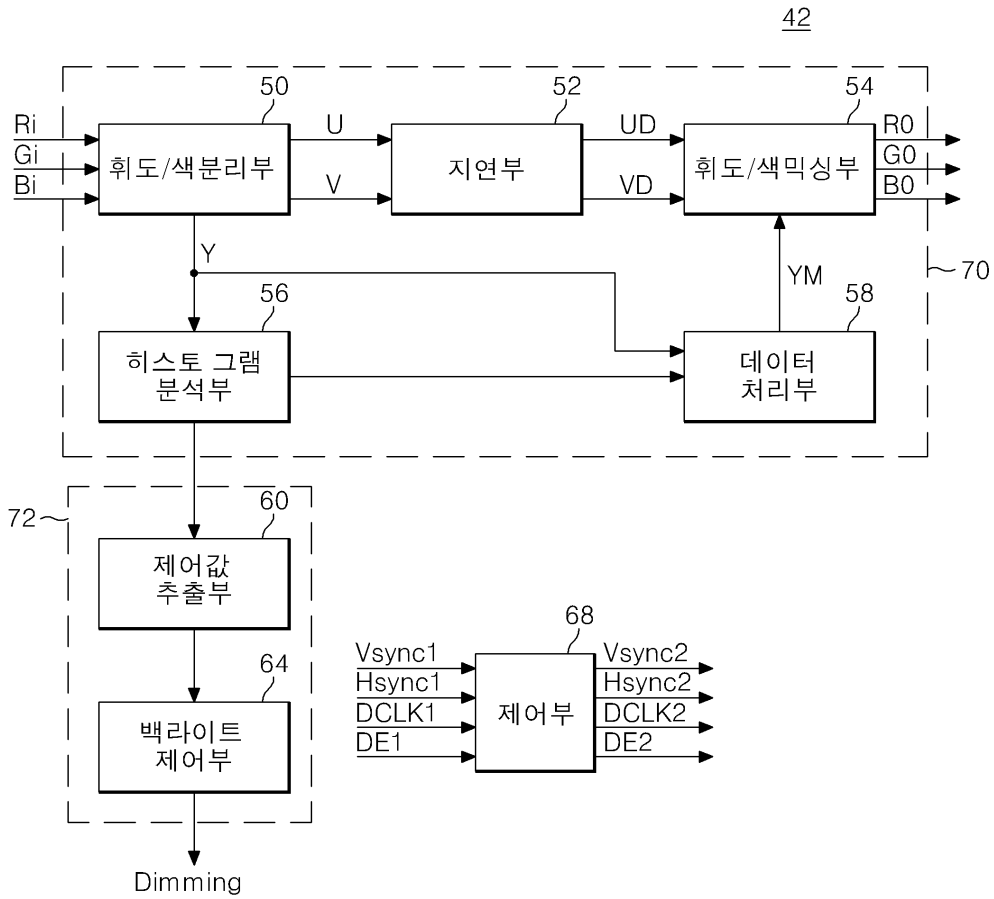 42
50
52
54
Ri
Gi
Bi
휘도/색분리부
U
V
지연부
UD
VD
휘도/색믹싱부
R0
G0
B0
Y
YM
70
56
58
히스토 그램
분석부
데이터
처리부
72
60
제어값
추출부
64
백라이트
제어부
Dimming
68
Vsync1
Hsync1
DCLK1
DE1
제어부
Vsync2
Hsync2
DCLK2
DE2